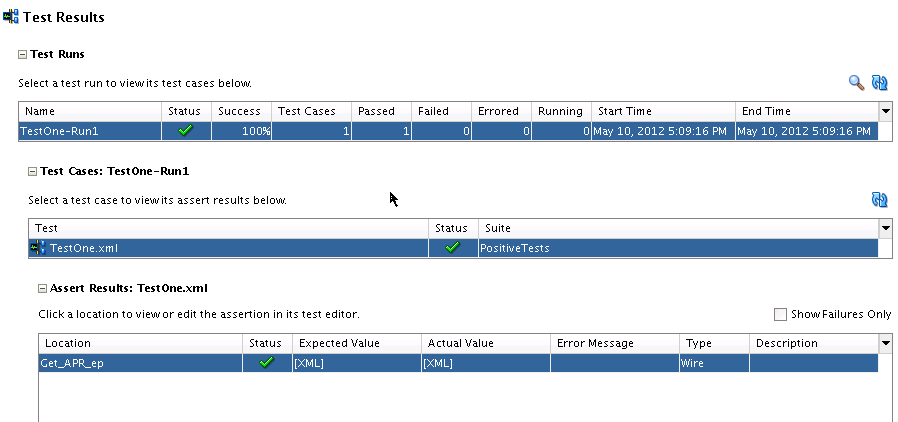 Test Results
Test Runs
Select a test run to view its test cases below.
Name Status Success Test Cases Passed Failed Errored Running Start Time End Time
TestOne-Run1 100% 1 1 0 0 0 May 10, 2012 5:09:16 PM May 10, 2012 5:09:16 PM
Test Cases: TestOne-Run1
Select a test case to view its assert results below.
Test Status Suite
TestOne.xml PositiveTests
Assert Results: TestOne.xml
Click a location to view or edit the assertion in its test editor.
Show Failures Only
Location Status Expected Value Actual Value Error Message Type Description
Get_APR_ep [XML] [XML] Wire